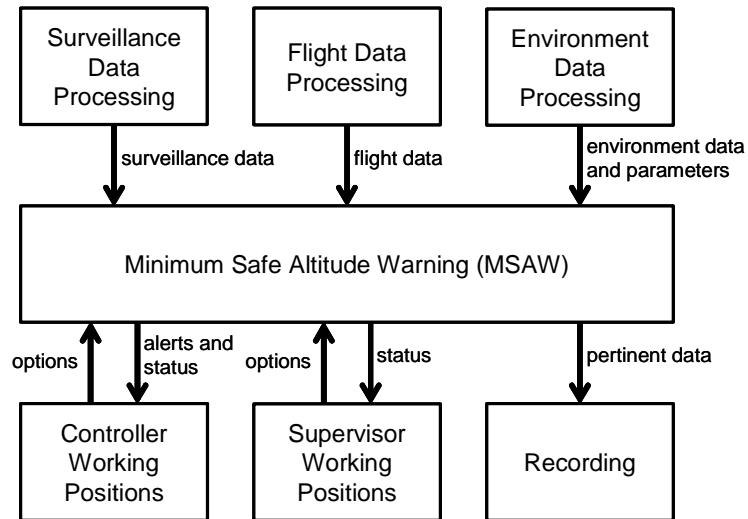 Surveillance
Data
Processing
Flight Data
Processing
Environment
Data
Processing
surveillance data
flight data
environment data
and parameters
Minimum Safe Altitude Warning (MSAW)
options
alerts and
status
options
status
pertinent data
Controller
Working
Positions
Supervisor
Working
Positions
Recording